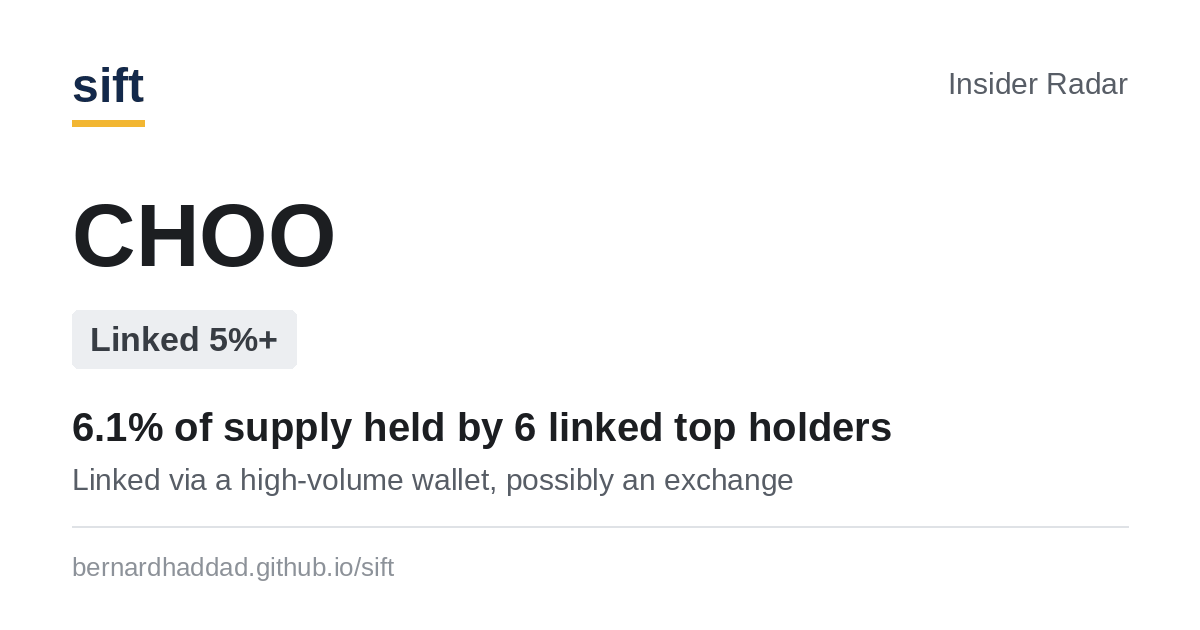 sift
Insider Radar
CHOO
Linked 5%+
6.1% of supply held by 6 linked top holders
Linked via a high-volume wallet, possibly an exchange
bernardhaddad.github.io/sift